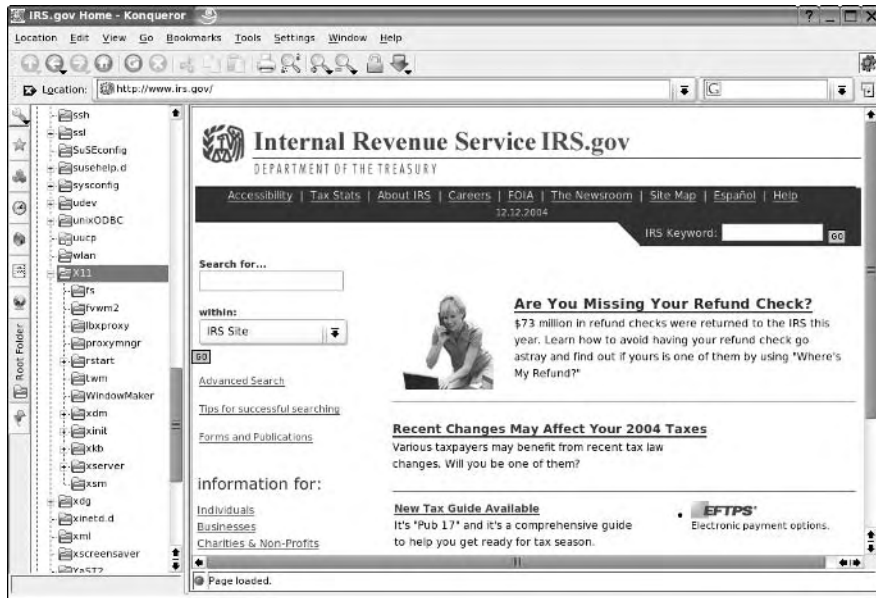 IRS.gov Home - Konqueror
Location Edit View Go Bookmarks Tools Settings Window Help
Location: http://www.irs.gov/
G
Root Folder
ssh
ssl
SuSEconfig
susehelp.d
sysconfig
udev
unixODBC
uucp
wlan
X11
fs
fvwm2
lbxproxy
proxymngr
rstart
twm
WindowMaker
xdm
xinit
xkb
xserver
xsm
xdg
xinetd.d
xml
xscreensaver
YaST2
Internal Revenue Service IRS.gov
DEPARTMENT OF THE TREASURY
Accessibility | Tax Stats | About IRS | Careers | FOIA | The Newsroom | Site Map | Español | Help
12.12.2004
IRS Keyword: GO
Search for...
within:
IRS Site
GO
Advanced Search
Tips for successful searching
Forms and Publications
information for:
Individuals
Businesses
Charities & Non-Profits
Are You Missing Your Refund Check?
$73 million in refund checks were returned to the IRS this
year. Learn how to avoid having your refund check go
astray and find out if yours is one of them by using "Where's
My Refund?"
Recent Changes May Affect Your 2004 Taxes
Various taxpayers may benefit from recent tax law
changes. Will you be one of them?
New Tax Guide Available
It's "Pub 17" and it's a comprehensive guide
to help you get ready for tax season.
EFTPS
Electronic payment options.
Page loaded.